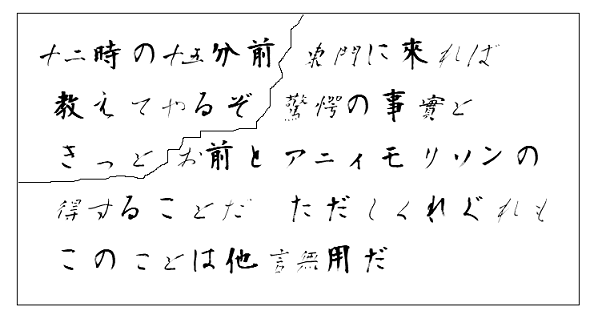 十二時の十五分前 東門に来れば
教えてやるぞ 驚愕の事實と
きっと お前とアニィモリソンの
得することだ ただしくれぐれも
このことは他言無用だ